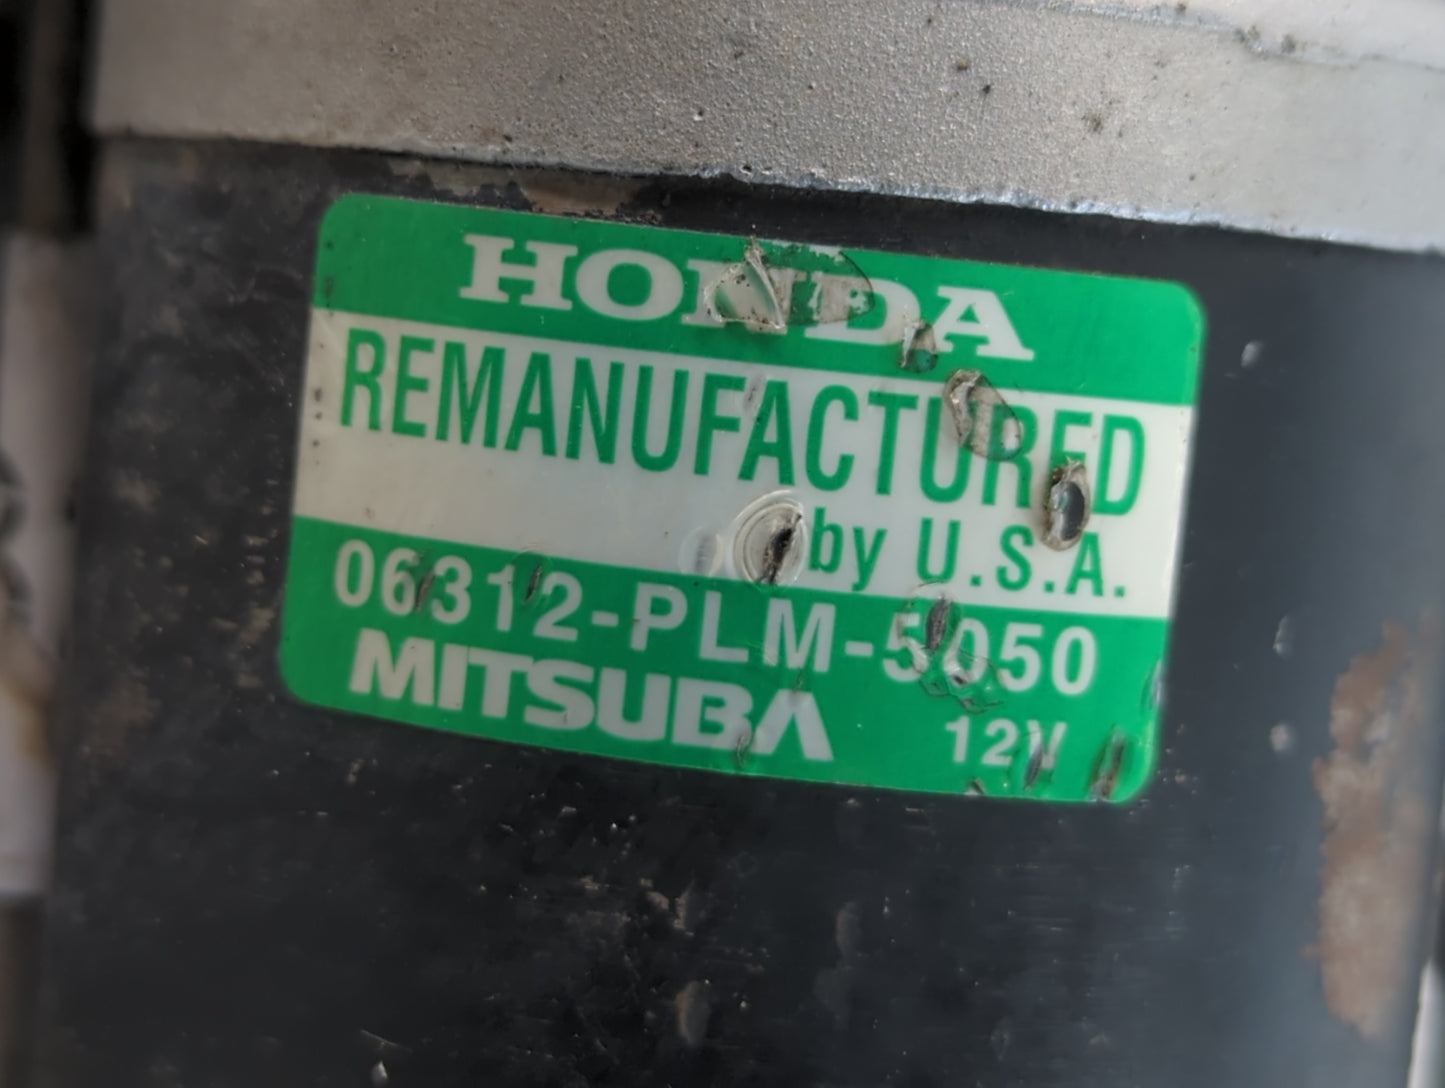 HONDA
REMANUFACTURED
by U.S.A.
06312-PLM-5050
MITSUBA 12V